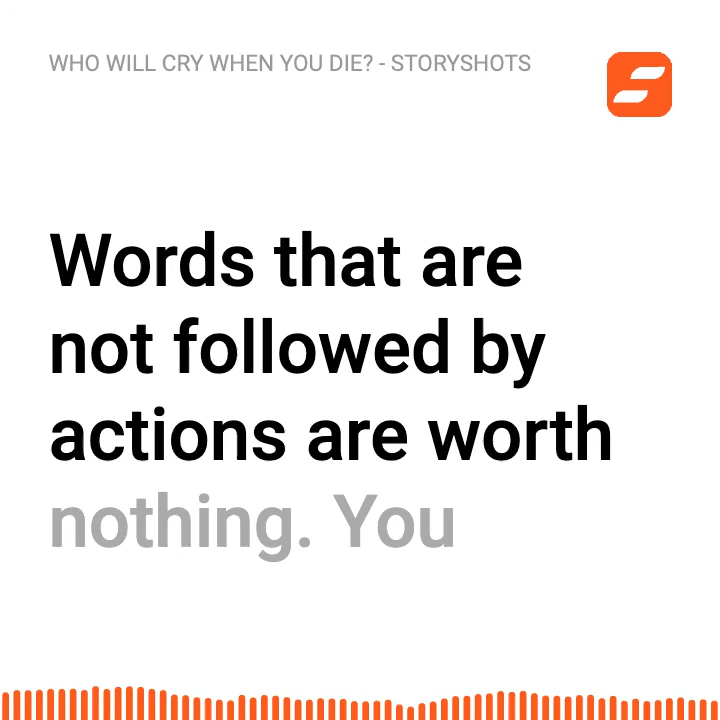 WHO WILL CRY WHEN YOU DIE? - STORYSHOTS
Words that are
not followed by
actions are worth
nothing. You